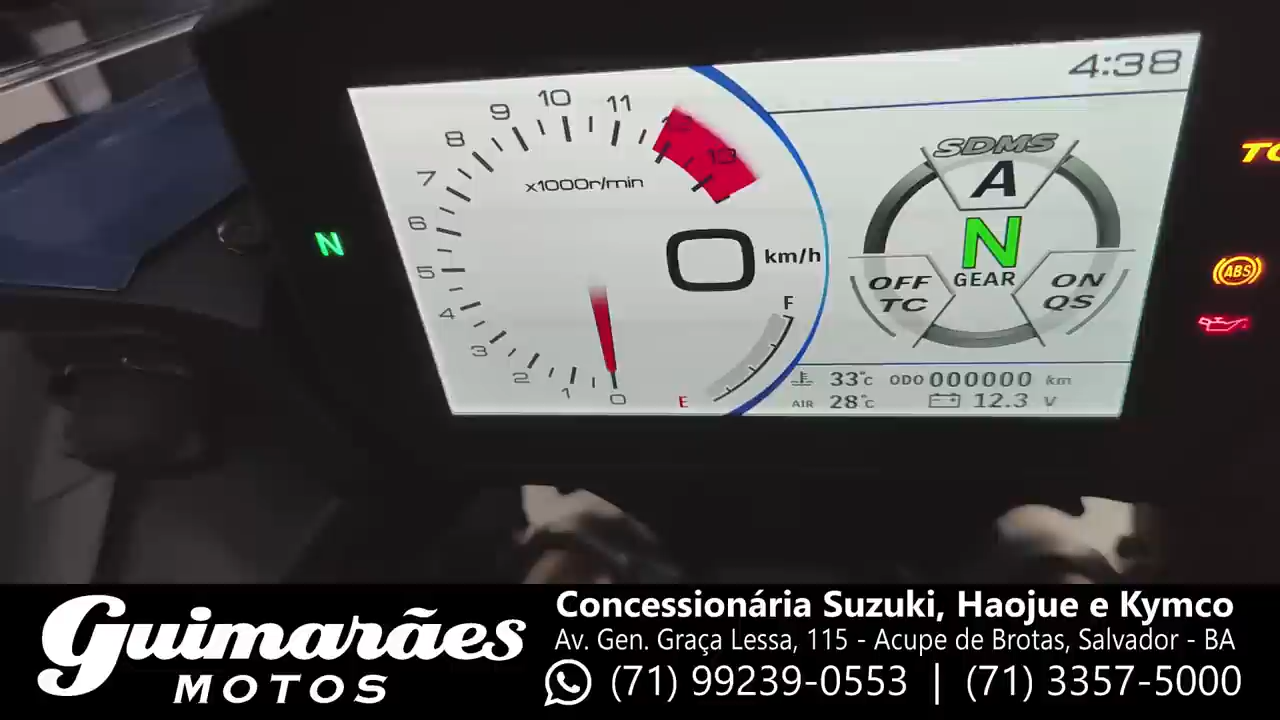 4:38
9 10 11 12 13
8
7
6
5
4
3
2
1
0
x1000r/min
0 km/h
F
E
SDMS
A
N
GEAR
OFF
TC
ON
QS
33°c ODO 000000 km
AIR 28°c 12.3 V
N
TC
ABS
Guimarães
MOTOS
Concessionária Suzuki, Haojue e Kymco
Av. Gen. Graça Lessa, 115 - Acupe de Brotas, Salvador - BA
(71) 99239-0553 | (71) 3357-5000